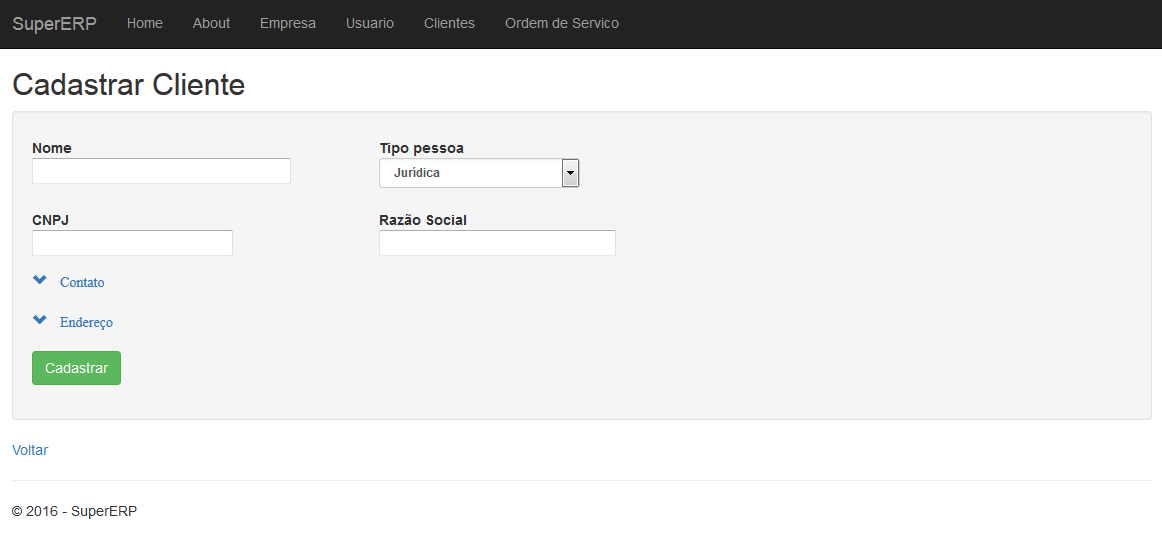 SuperERP Home About Empresa Usuario Clientes Ordem de Servico
Cadastrar Cliente
Nome Tipo pessoa
Jurídica
CNPJ Razão Social
Contato
Endereço
Cadastrar
Voltar
© 2016 - SuperERP